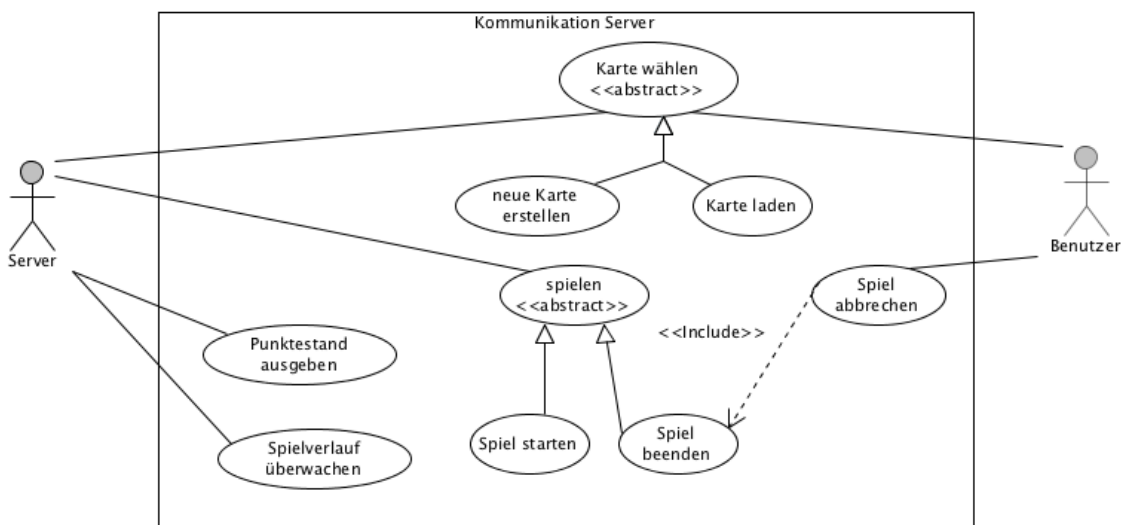 Kommunikation Server
Karte wählen
<<abstract>>
neue Karte
erstellen
Karte laden
Server
Benutzer
spielen
<<abstract>>
Spiel
abbrechen
<<Include>>
Punktestand
ausgeben
Spiel starten
Spiel
beenden
Spielverlauf
überwachen